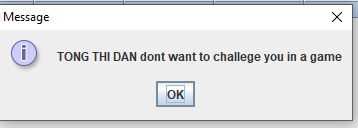 Message
TONG THI DAN dont want to challege you in a game
OK